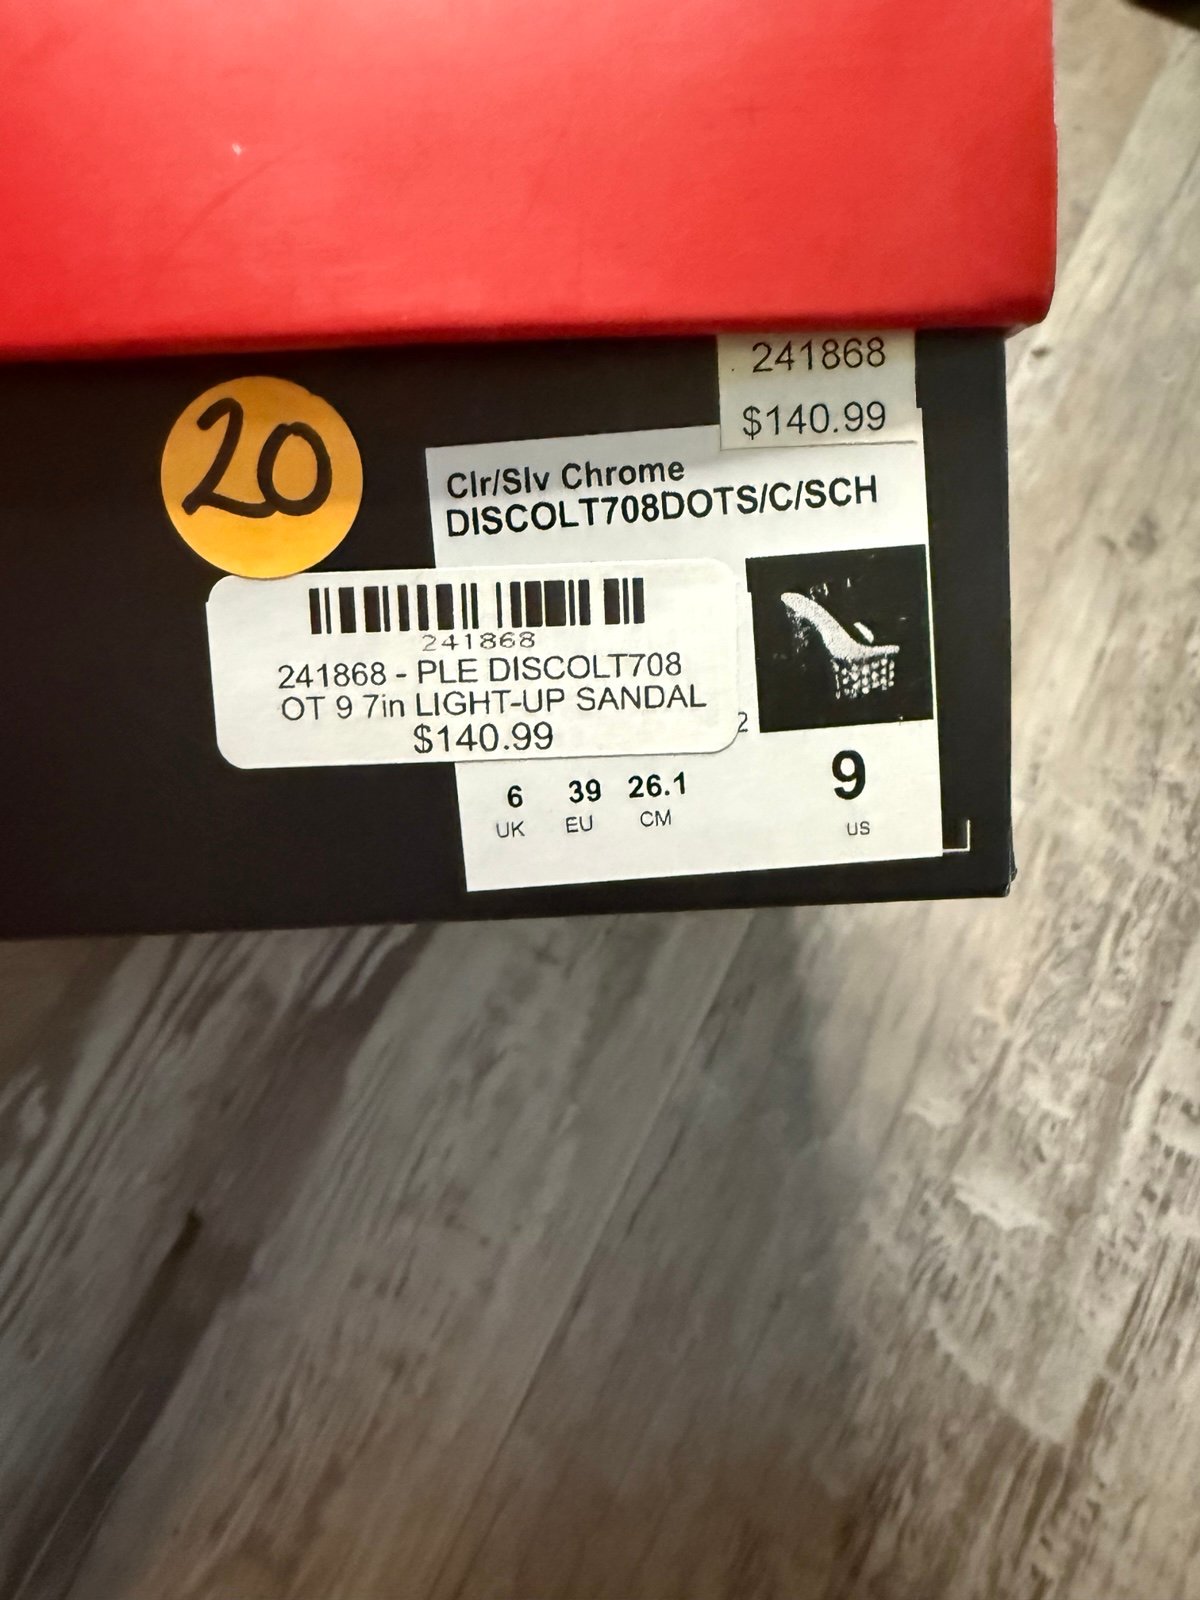 241868
$140.99
20
Clr/Slv Chrome
DISCOLT708DOTS/C/SCH
241868
241868 - PLE DISCOLT708
OT 9 7in LIGHT-UP SANDAL
$140.99
2
6 39 26.1 9
UK EU CM US